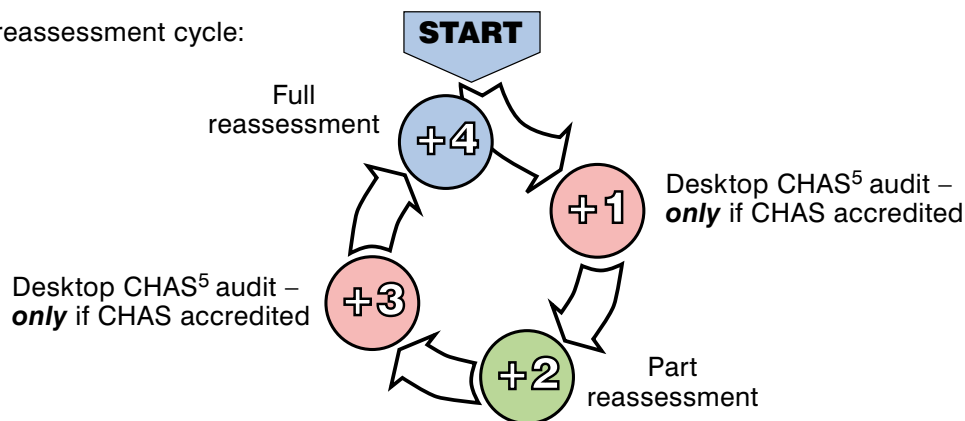 reassessment cycle:
START
Full
reassessment
+4
+1
Desktop CHAS⁵ audit –
only if CHAS accredited
Desktop CHAS⁵ audit –
only if CHAS accredited
+3
+2
Part
reassessment